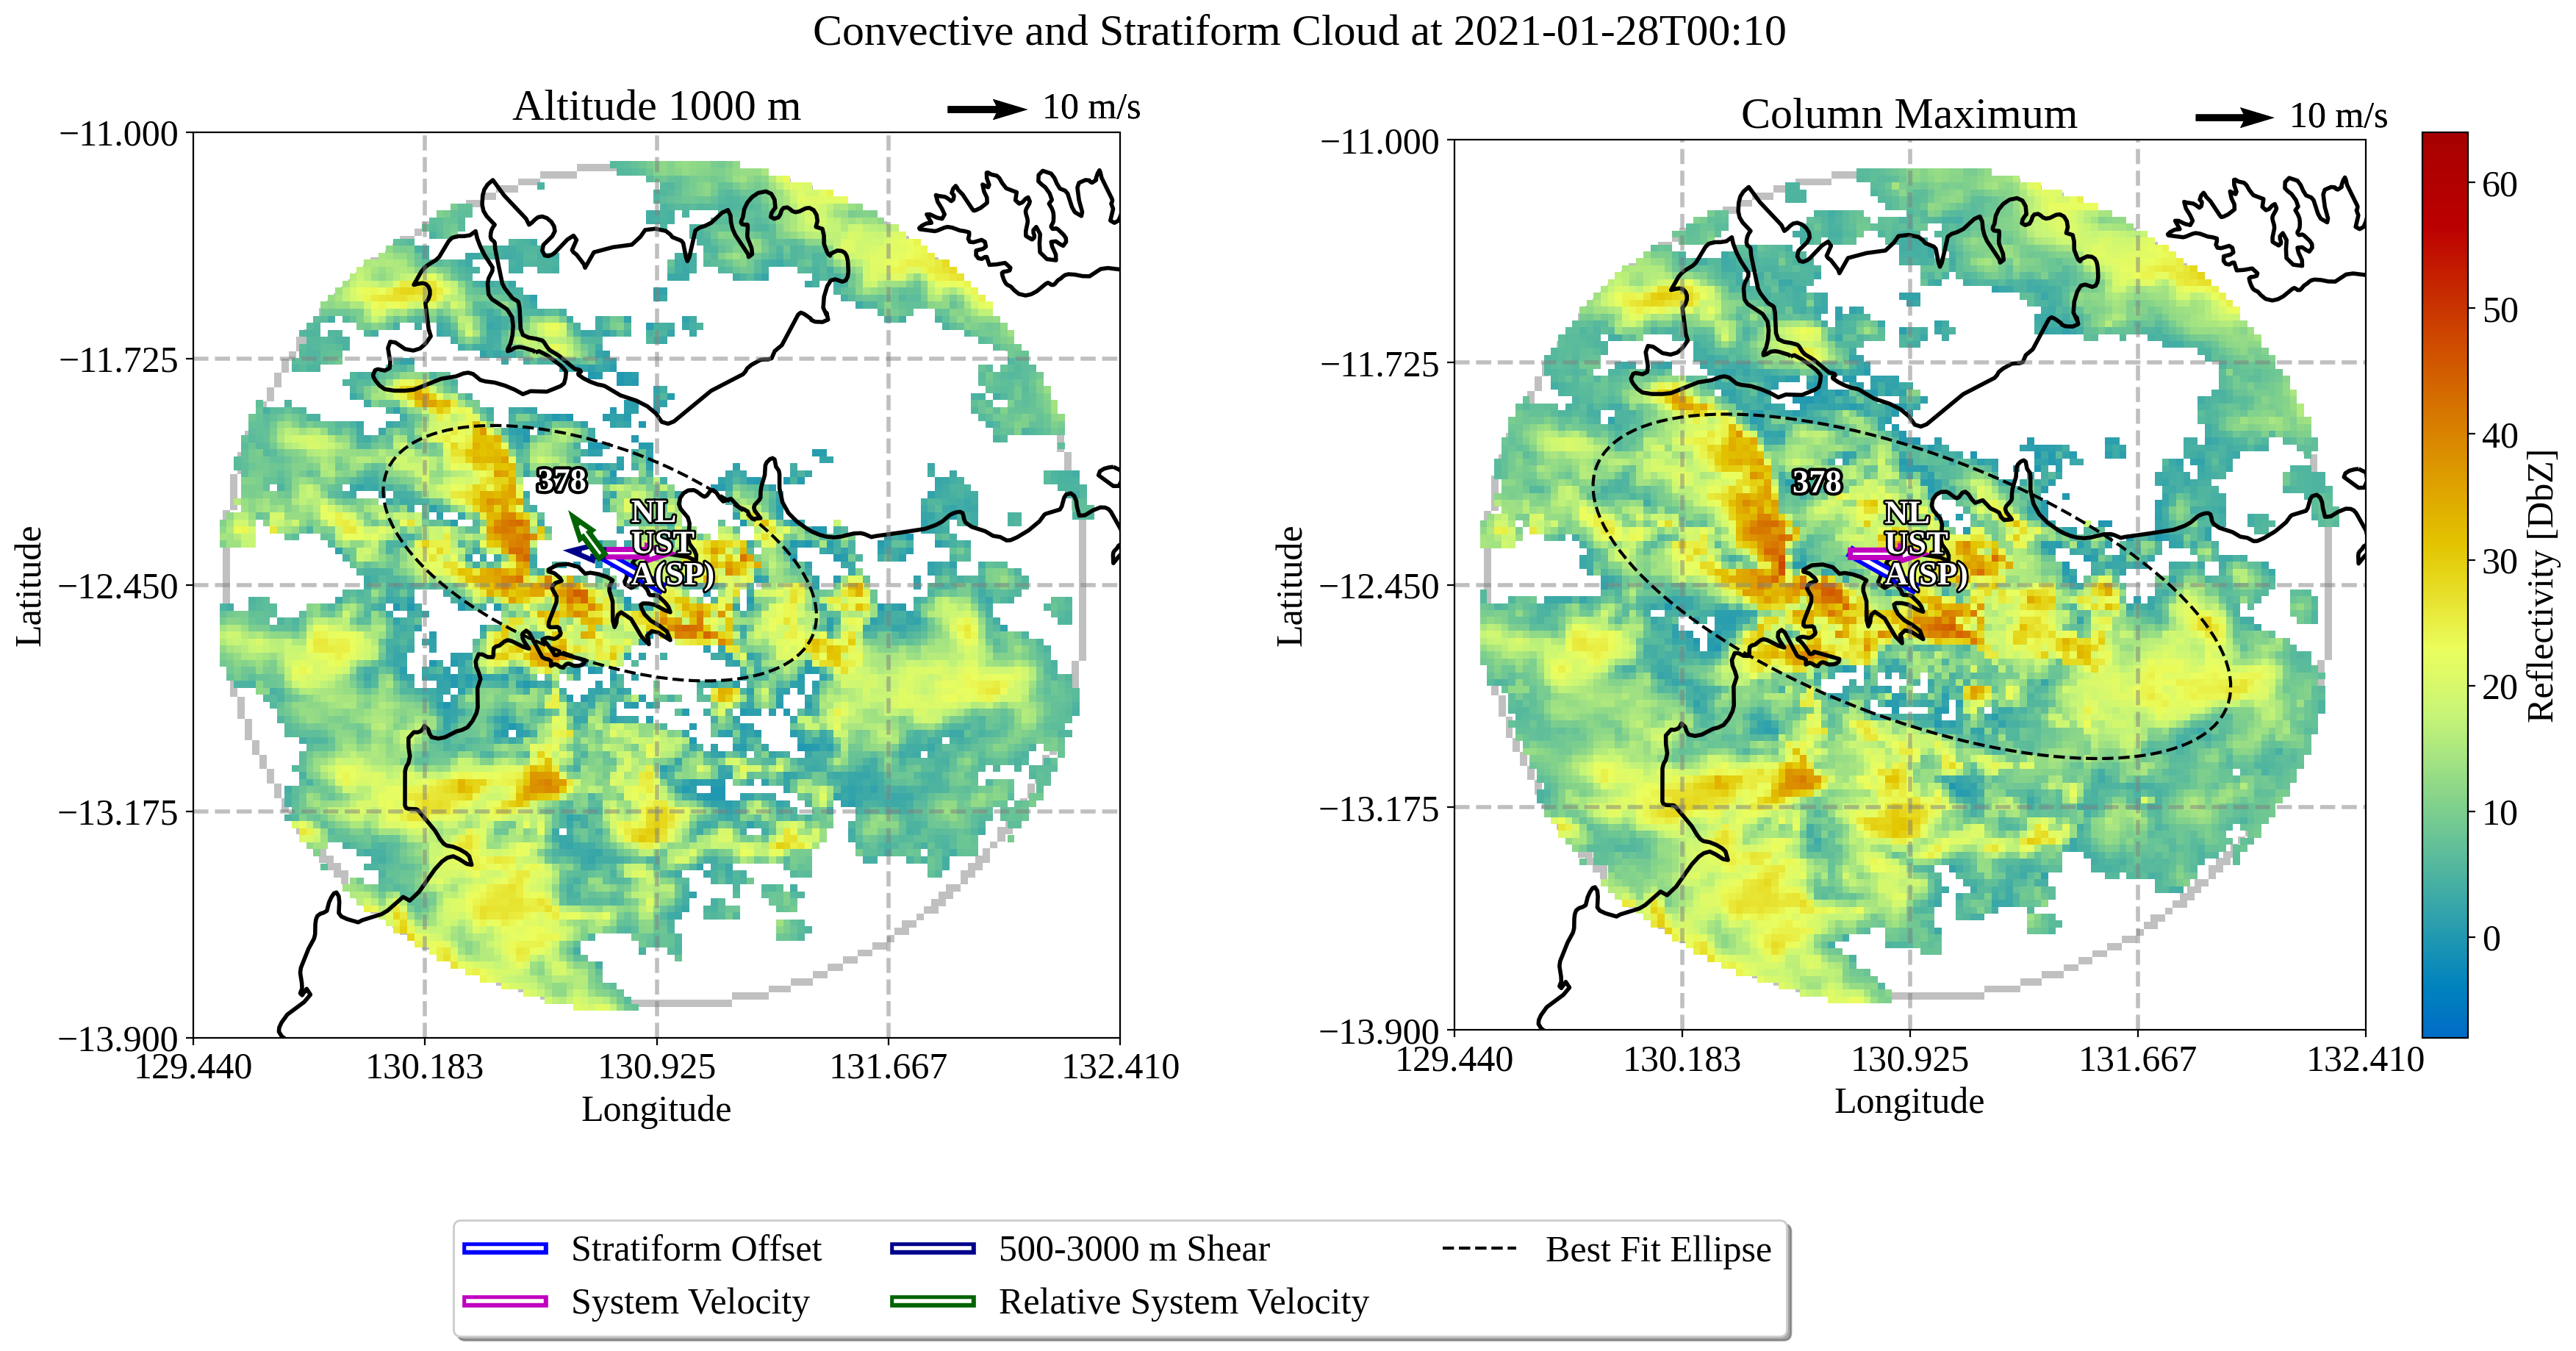 Convective and Stratiform Cloud at 2021-01-28T00:10
Altitude 1000 m
10 m/s
−11.000
−11.725
−12.450
−13.175
−13.900
Latitude
129.440
130.183
130.925
131.667
132.410
Longitude
378
NL
UST
A(SP)
Column Maximum
10 m/s
−11.000
−11.725
−12.450
−13.175
−13.900
Latitude
129.440
130.183
130.925
131.667
132.410
Longitude
378
NL
UST
A(SP)
60
50
40
30
20
10
0
Reflectivity [DbZ]
Stratiform Offset
System Velocity
500-3000 m Shear
Relative System Velocity
Best Fit Ellipse